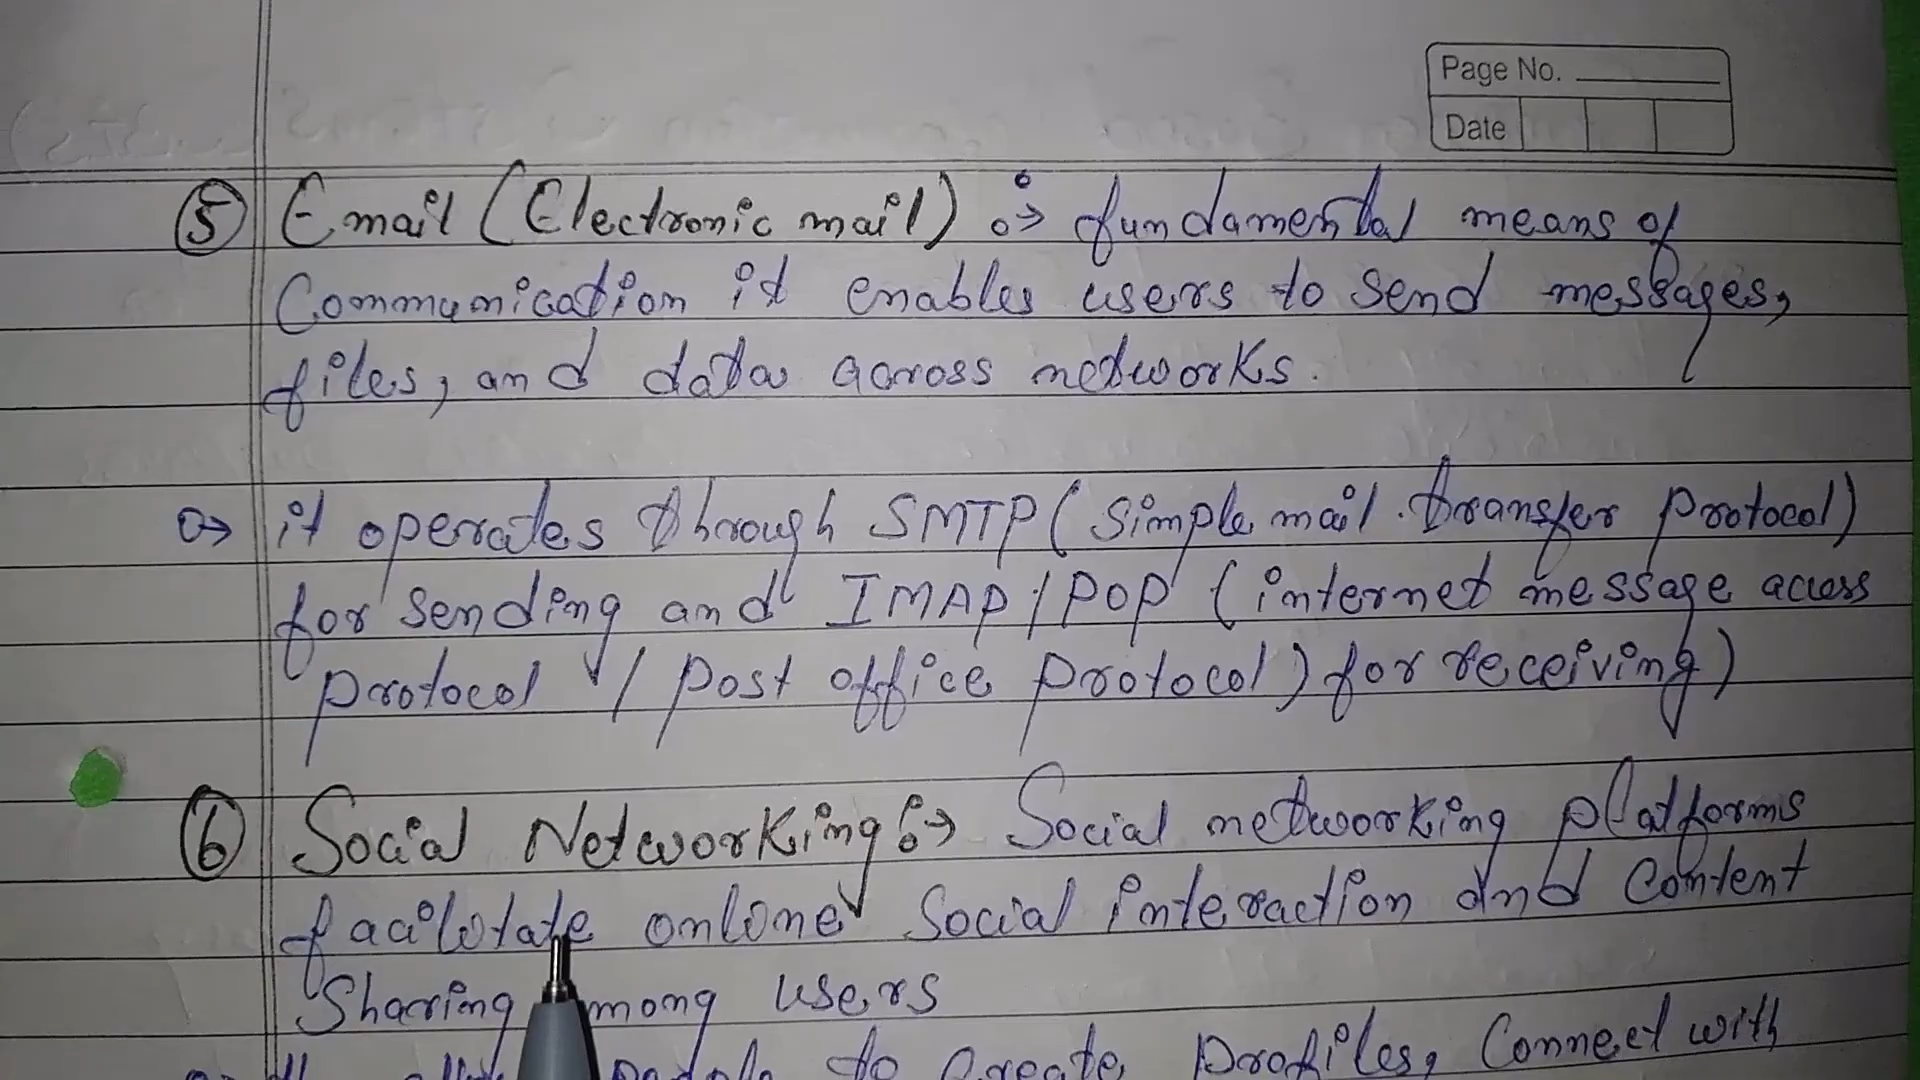 Page No.
Date
5 Email (Electronic mail) :→ fundamental means of
Communication it enables users to send messages,
files, and data across networks.
→ it operates through SMTP (Simple mail transfer Protocol)
for sending and IMAP/POP (internet message access
protocol / post office protocol) for receiving)
6 Social Networking :→ Social networking platforms
facilitate online Social interaction and Content
Sharing among users
to create profiles, Connect with